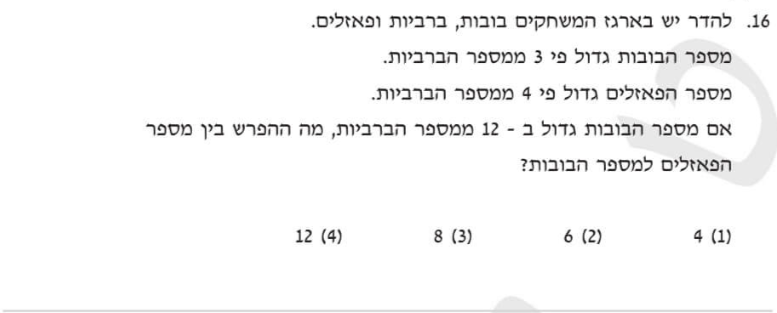 16. להדר יש בארגז המשחקים בובות, ברביות ופאזלים.
מספר הבובות גדול פי 3 ממספר הברביות.
מספר הפאזלים גדול פי 4 ממספר הברביות.
אם מספר הבובות גדול ב - 12 ממספר הברביות, מה ההפרש בין מספר
הפאזלים למספר הבובות?
(1) 4 (2) 6 (3) 8 (4) 12